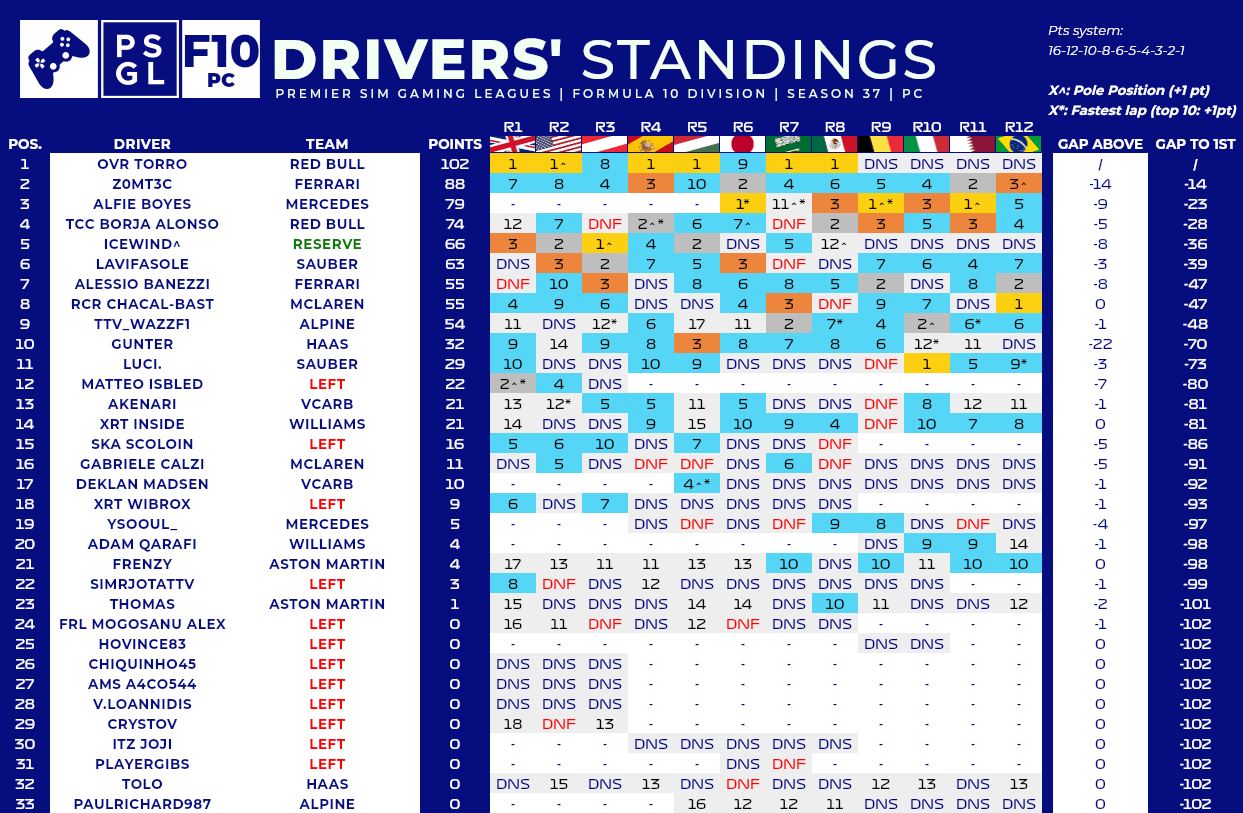 PS
GL
F10
PC
DRIVERS' STANDINGS
PREMIER SIM GAMING LEAGUES | FORMULA 10 DIVISION | SEASON 37 | PC
Pts system:
16-12-10-8-6-5-4-3-2-1
X^: Pole Position (+1 pt)
X*: Fastest lap (top 10: +1pt)
POS. DRIVER TEAM POINTS R1 R2 R3 R4 R5 R6 R7 R8 R9 R10 R11 R12 GAP ABOVE GAP TO 1ST
1 OVR TORRO RED BULL 102 1 1^ 8 1 1 9 1 1 DNS DNS DNS DNS / /
2 Z0MT3C FERRARI 88 7 8 4 3 10 2 4 6 5 4 2 3^ -14 -14
3 ALFIE BOYES MERCEDES 79 - - - - - 1* 11^* 3 1^* 3 1^ 5 -9 -23
4 TCC BORJA ALONSO RED BULL 74 12 7 DNF 2^* 6 7^ DNF 2 3 5 3 4 -5 -28
5 ICEWIND^ RESERVE 66 3 2 1^ 4 2 DNS 5 12^ DNS DNS DNS DNS -8 -36
6 LAVIFASOLE SAUBER 63 DNS 3 2 7 5 3 DNF DNS 7 6 4 7 -3 -39
7 ALESSIO BANEZZI FERRARI 55 DNF 10 3 DNS 8 6 8 5 2 DNS 8 2 -8 -47
8 RCR CHACAL-BAST MCLAREN 55 4 9 6 DNS DNS 4 3 DNF 9 7 DNS 1 0 -47
9 TTV_WAZZF1 ALPINE 54 11 DNS 12* 6 17 11 2 7* 4 2^ 6* 6 -1 -48
10 GUNTER HAAS 32 9 14 9 8 3 8 7 8 6 12* 11 DNS -22 -70
11 LUCI. SAUBER 29 10 DNS DNS 10 9 DNS DNS DNS DNF 1 5 9* -3 -73
12 MATTEO ISBLED LEFT 22 2^* 4 DNS - - - - - - - - - -7 -80
13 AKENARI VCARB 21 13 12* 5 5 11 5 DNS DNS DNF 8 12 11 -1 -81
14 XRT INSIDE WILLIAMS 21 14 DNS DNS 9 15 10 9 4 DNF 10 7 8 0 -81
15 SKA SCOLOIN LEFT 16 5 6 10 DNS 7 DNS DNS DNF - - - - -5 -86
16 GABRIELE CALZI MCLAREN 11 DNS 5 DNS DNF DNF DNS 6 DNF DNS DNS DNS DNS -5 -91
17 DEKLAN MADSEN VCARB 10 - - - - 4^* DNS DNS DNS DNS DNS DNS DNS -1 -92
18 XRT WIBROX LEFT 9 6 DNS 7 DNS DNS DNS DNS DNS - - - - -1 -93
19 YSOOUL_ MERCEDES 5 - - - DNS DNF DNS DNF 9 8 DNS DNF DNS -4 -97
20 ADAM QARAFI WILLIAMS 4 - - - - - - - - DNS 9 9 14 -1 -98
21 FRENZY ASTON MARTIN 4 17 13 11 11 13 13 10 DNS 10 11 10 10 0 -98
22 SIMRJOTATTV LEFT 3 8 DNF DNS 12 DNS DNS DNS DNS DNS DNS - - -1 -99
23 THOMAS ASTON MARTIN 1 15 DNS DNS DNS 14 14 DNS 10 11 DNS DNS 12 -2 -101
24 FRL MOGOSANU ALEX LEFT 0 16 11 DNF DNS 12 DNF DNS DNS - - - - -1 -102
25 HOVINCE83 LEFT 0 - - - - - - - - DNS DNS - - 0 -102
26 CHIQUINHO45 LEFT 0 DNS DNS DNS - - - - - - - - - 0 -102
27 AMS A4CO544 LEFT 0 DNS DNS DNS - - - - - - - - - 0 -102
28 V.LOANNIDIS LEFT 0 DNS DNS DNS - - - - - - - - - 0 -102
29 CRYSTOV LEFT 0 18 DNF 13 - - - - - - - - - 0 -102
30 ITZ JOJI LEFT 0 - - - DNS DNS DNS DNS DNS - - - - 0 -102
31 PLAYERGIBS LEFT 0 - - - - - DNS DNF - - - - - 0 -102
32 TOLO HAAS 0 DNS 15 DNS 13 DNS DNF DNS DNS 12 13 DNS 13 0 -102
33 PAULRICHARD987 ALPINE 0 - - - - 16 12 12 11 DNS DNS DNS DNS 0 -102